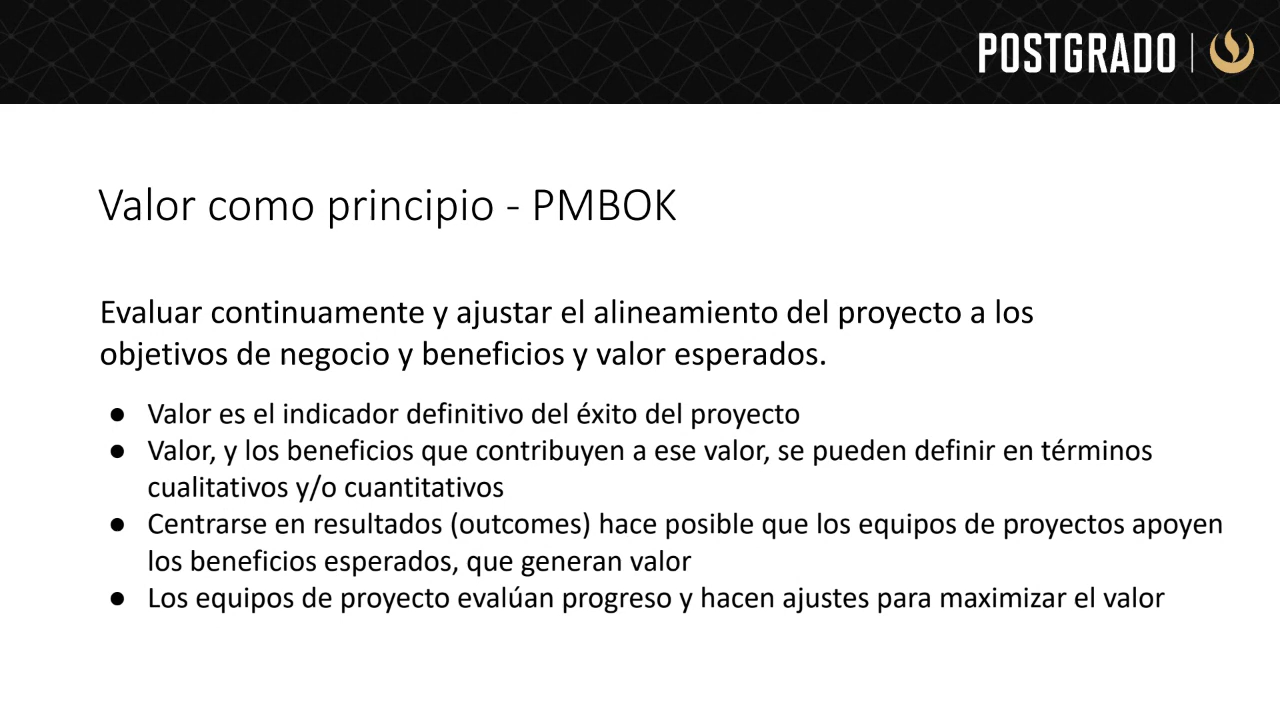 POSTGRADO
Valor como principio - PMBOK
Evaluar continuamente y ajustar el alineamiento del proyecto a los
objetivos de negocio y beneficios y valor esperados.
● Valor es el indicador definitivo del éxito del proyecto
● Valor, y los beneficios que contribuyen a ese valor, se pueden definir en términos
cualitativos y/o cuantitativos
● Centrarse en resultados (outcomes) hace posible que los equipos de proyectos apoyen
los beneficios esperados, que generan valor
● Los equipos de proyecto evalúan progreso y hacen ajustes para maximizar el valor